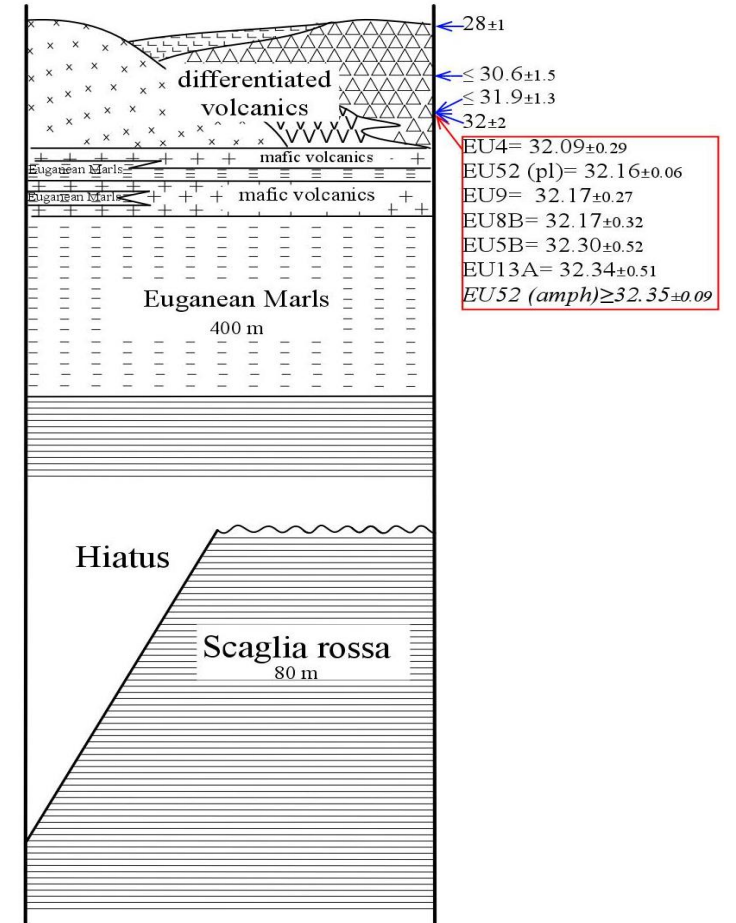 28±1
≤ 30.6±1.5
≤ 31.9±1.3
32±2
EU4= 32.09±0.29
EU52 (pl)= 32.16±0.06
EU9= 32.17±0.27
EU8B= 32.17±0.32
EU5B= 32.30±0.52
EU13A= 32.34±0.51
EU52 (amph)≥32.35±0.09
differentiated
volcanics
mafic volcanics
Euganean Marls
mafic volcanics
Euganean Marls
Euganean Marls
400 m
Hiatus
Scaglia rossa
80 m